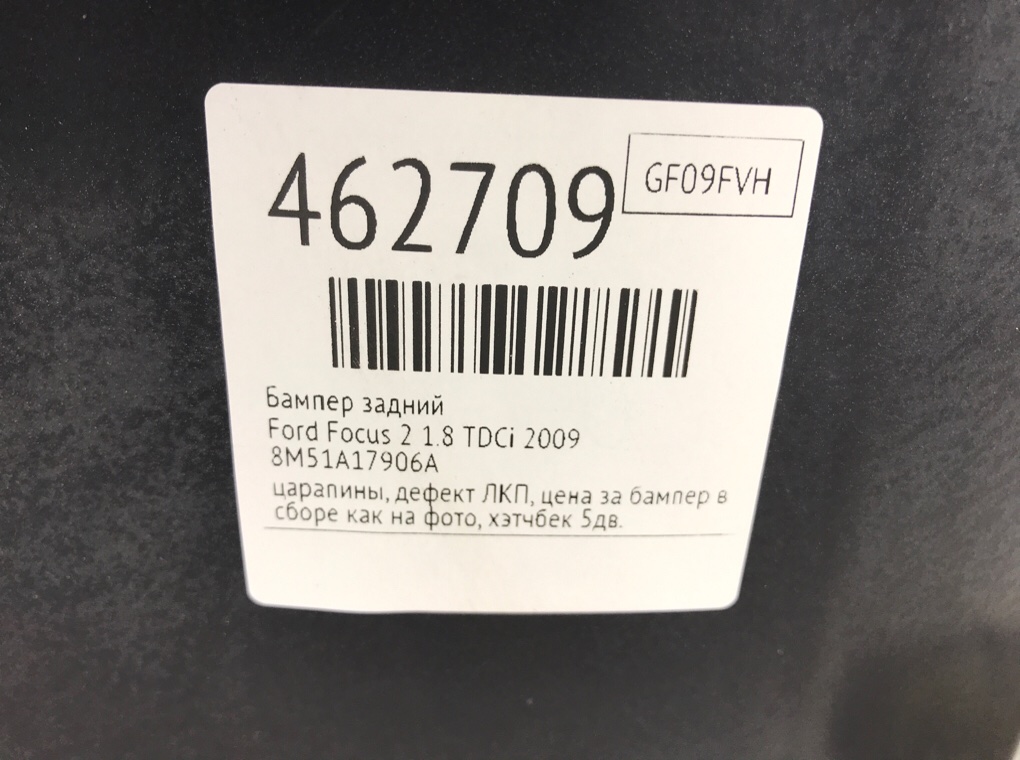 462709
GF09FVH
Бампер задний
Ford Focus 2 1.8 TDCi 2009
8M51A17906A
царапины, дефект ЛКП, цена за бампер в
сборе как на фото, хэтчбек 5дв.